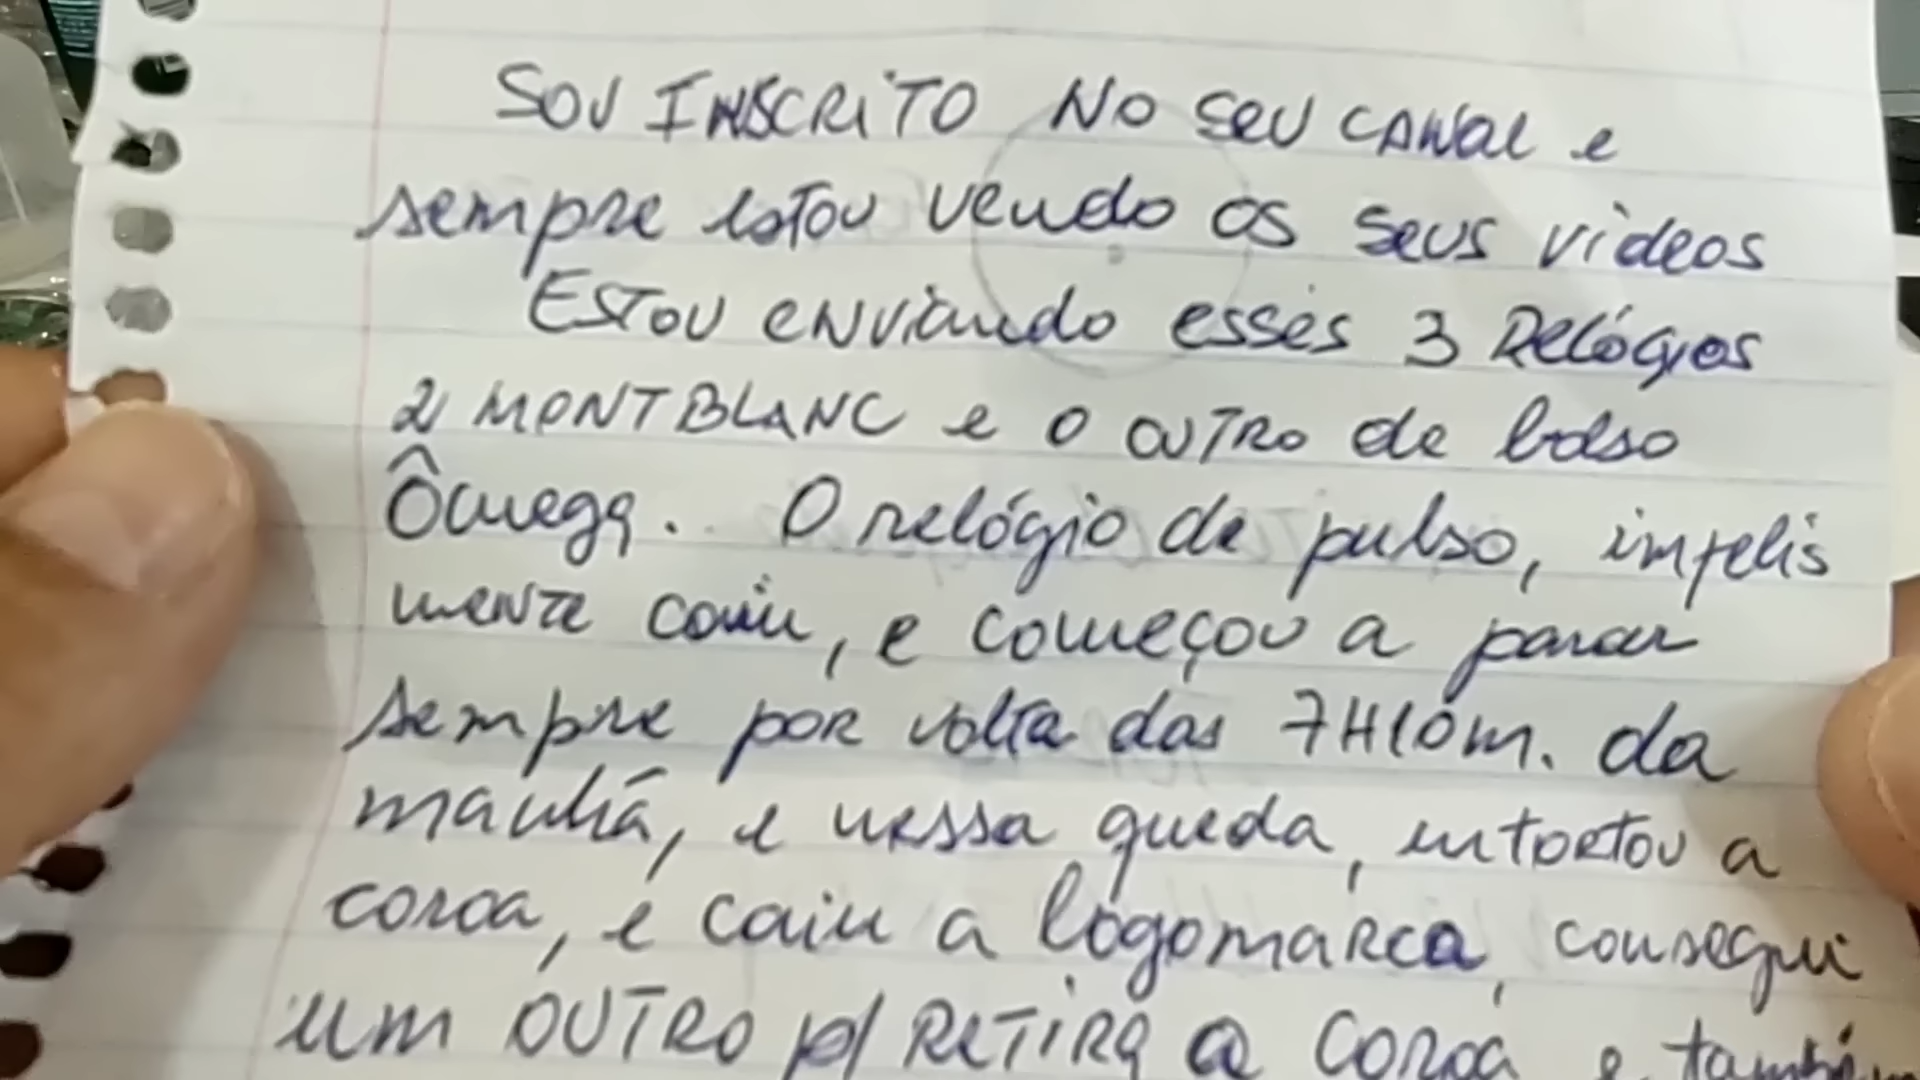 SOU INSCRITO NO SEU CANAL e
sempre estou vendo os seus vídeos
Estou enviando esses 3 Relógios
2 MONTBLANC e o outro de bolso
Ômega. O relógio de pulso, infelis
mente caiu, e começou a parar
sempre por volta das 7H10m. da
manhã, e nessa queda, entortou a
coroa, e caiu a logomarca, consegui
um OUTRO p/ RETIRA a coroa e também